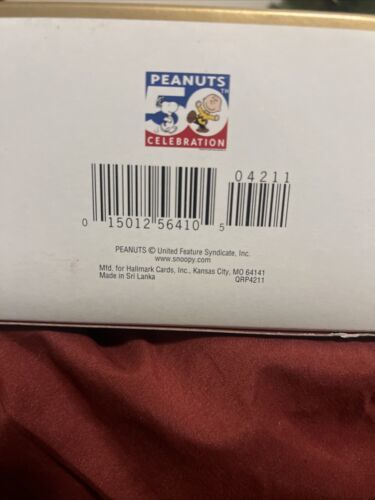 PEANUTS
50TH
CELEBRATION
04211
0 15012 56410 5
PEANUTS © United Feature Syndicate, Inc.
www.snoopy.com
Mfd. for Hallmark Cards, Inc., Kansas City, MO 64141
Made in Sri Lanka QRP4211